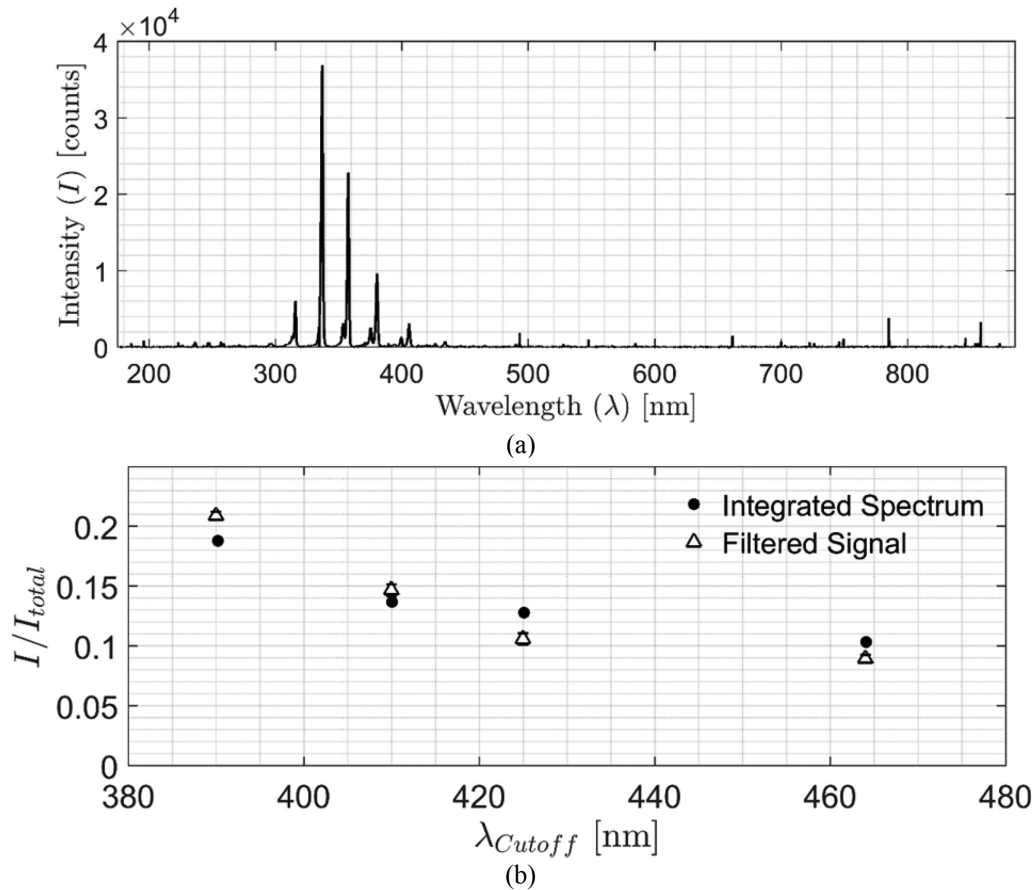 ×10⁴
4
3
2
1
0
Intensity (I) [counts]
200 300 400 500 600 700 800
Wavelength (λ) [nm]
(a)
0.2
0.15
0.1
0.05
0
I/I_total
Integrated Spectrum
Filtered Signal
380 400 420 440 460 480
λ_Cutoff [nm]
(b)